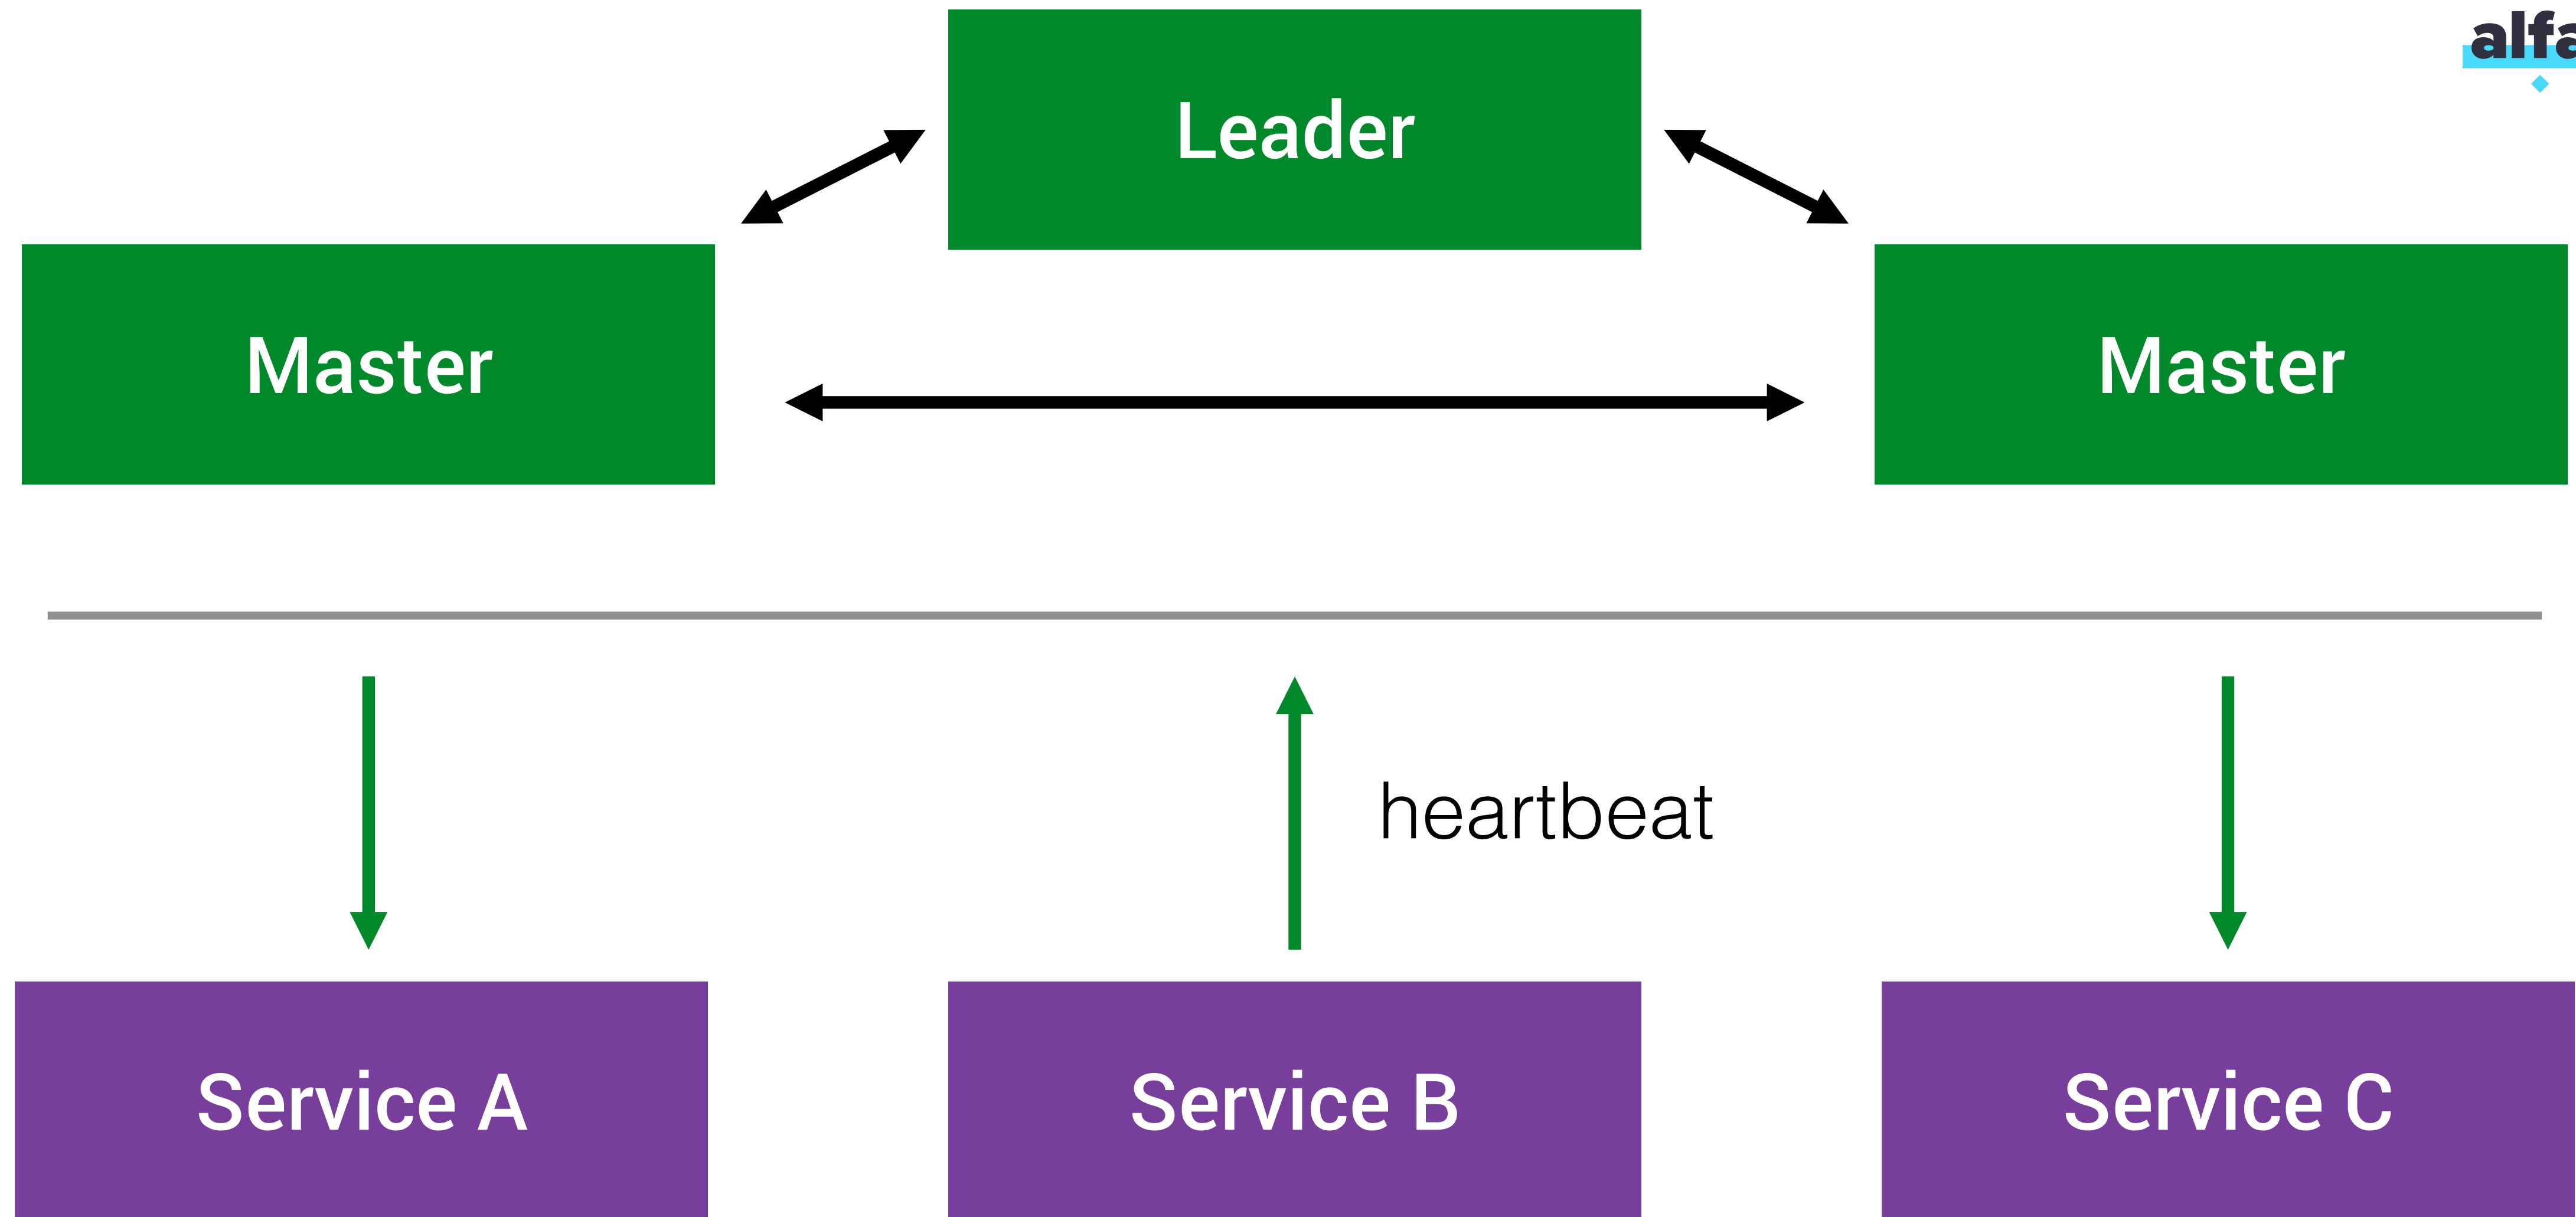 alfa
Leader
Master
Master
heartbeat
Service A
Service B
Service C